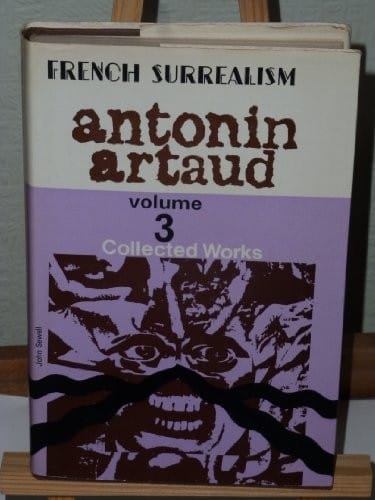 FRENCH SURREALISM
antonin
artaud
volume
3
Collected Works
John Sewell